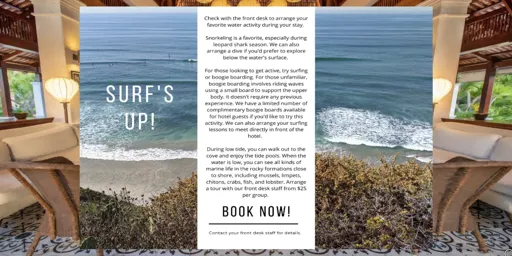 SURF'S
UP!
Check with the front desk to arrange your
favorite water activity during your stay.
Snorkeling is a favorite, especially during
leopard shark season. We can also
arrange a dive if you'd prefer to explore
below the water's surface.
For those looking to get active, try surfing
or boogie boarding. For those unfamiliar,
boogie boarding involves riding waves
using a small board to support the upper
body. It doesn't require any previous
experience. We have a limited number of
complimentary boogie boards available
for hotel guests if you'd like to try this
activity. We can also arrange your surfing
lessons to meet directly in front of the
hotel.
During low tide, you can walk out to the
cove and enjoy the tide pools. When the
water is low, you can see all kinds of
marine life in the rocky formations close
to shore, including mussels, limpets,
chitons, crabs, fish, and lobster. Arrange
a tour with our front desk staff from $25
per group.
BOOK NOW!
Contact your front desk staff for details.